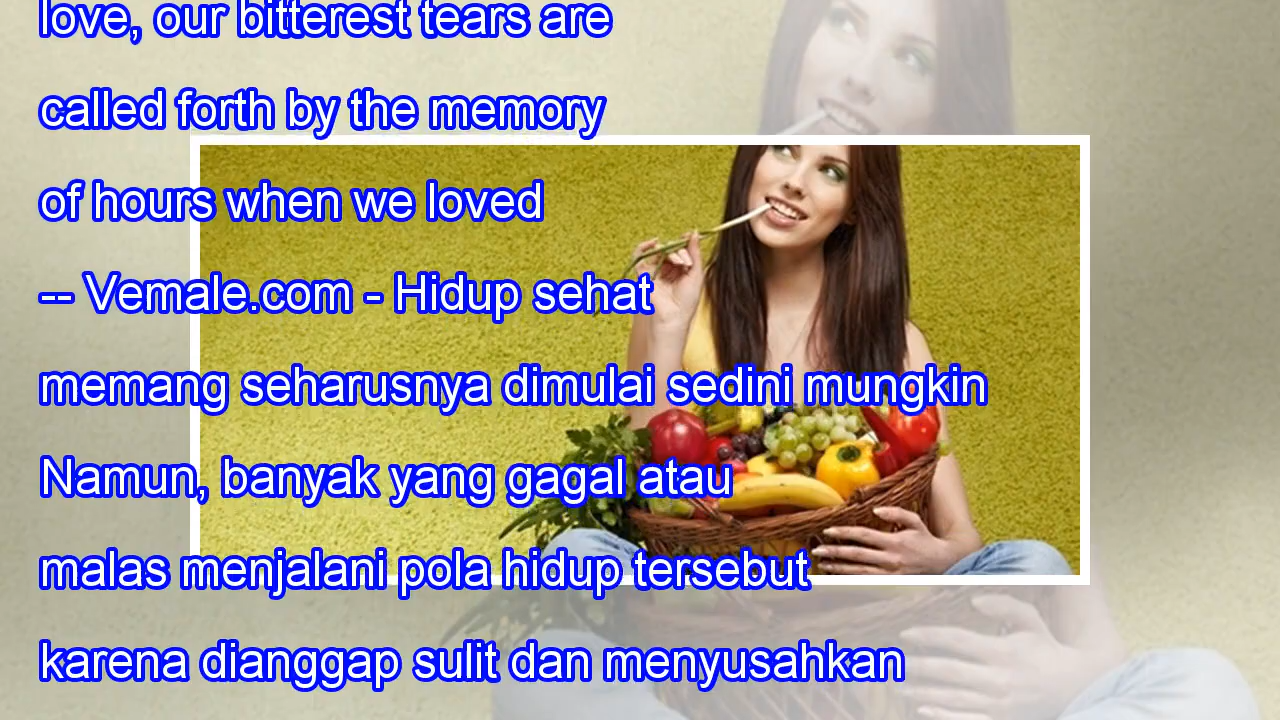 love, our bitterest tears are
called forth by the memory
of hours when we loved
-- Vemale.com - Hidup sehat
memang seharusnya dimulai sedini mungkin
Namun, banyak yang gagal atau
malas menjalani pola hidup tersebut
karena dianggap sulit dan menyusahkan